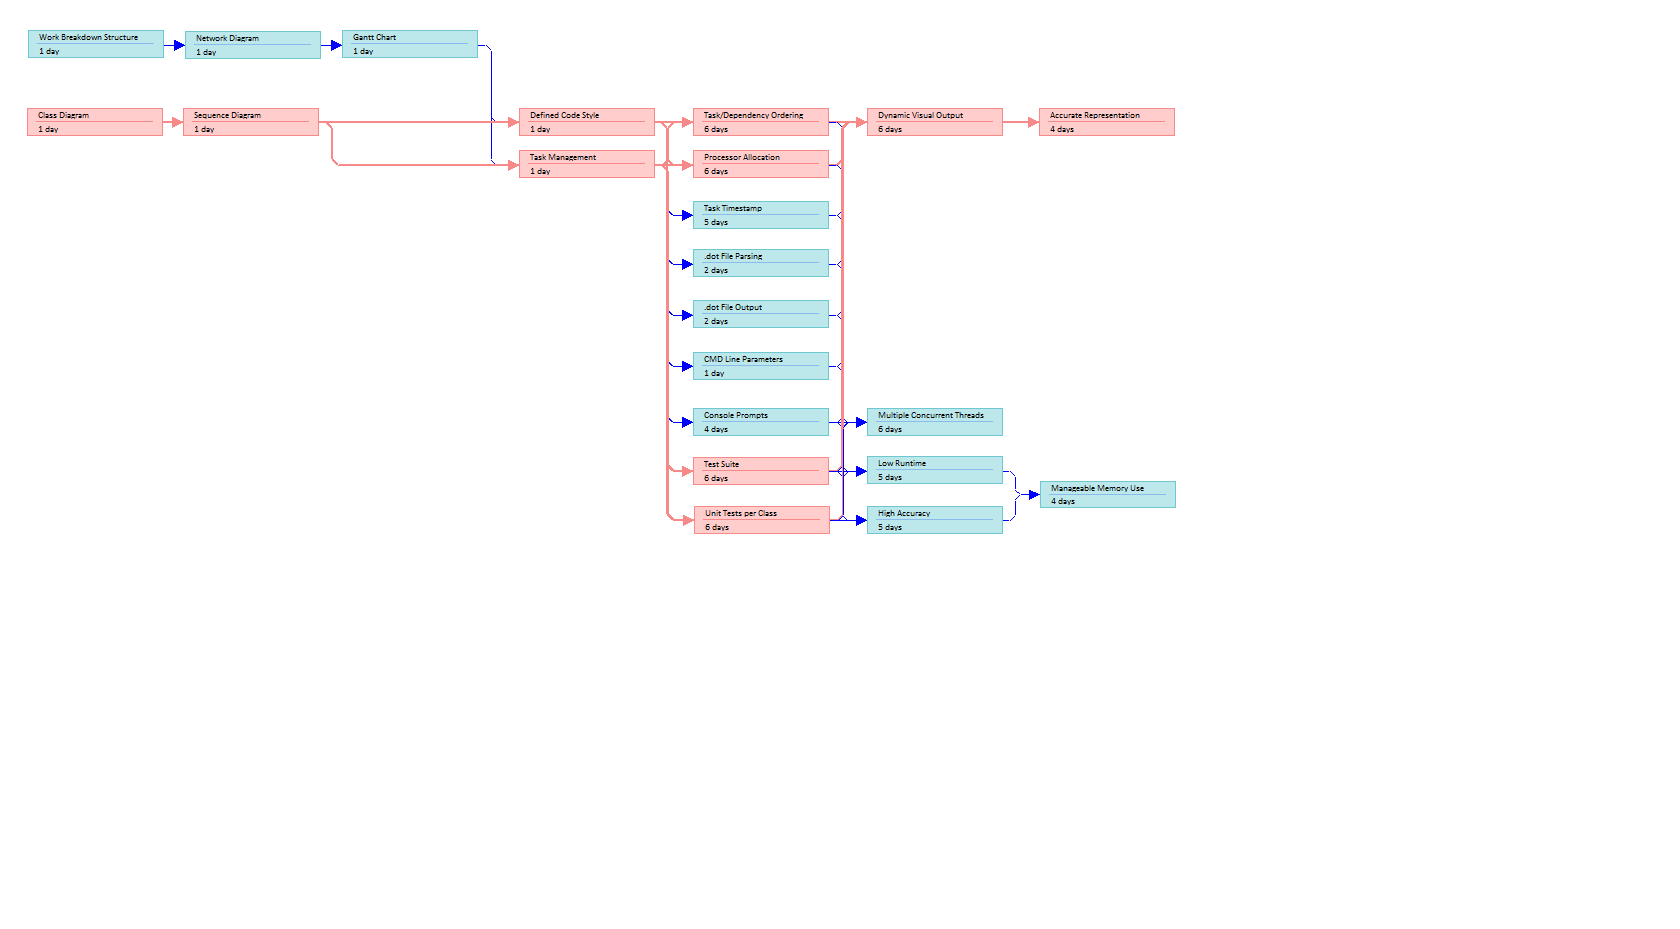 Work Breakdown Structure
1 day
Network Diagram
1 day
Gantt Chart
1 day
Class Diagram
1 day
Sequence Diagram
1 day
Defined Code Style
1 day
Task/Dependency Ordering
6 days
Dynamic Visual Output
6 days
Accurate Representation
4 days
Task Management
1 day
Processor Allocation
6 days
Task Timestamp
5 days
.dot File Parsing
2 days
.dot File Output
2 days
CMD Line Parameters
1 day
Console Prompts
4 days
Multiple Concurrent Threads
6 days
Test Suite
6 days
Low Runtime
5 days
Manageable Memory Use
4 days
Unit Tests per Class
6 days
High Accuracy
5 days